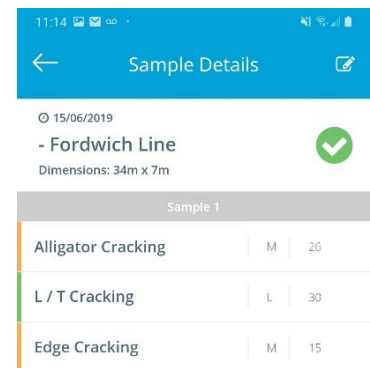 11:14
Sample Details
15/06/2019
- Fordwich Line
Dimensions: 34m x 7m
Sample 1
Alligator Cracking M 26
L / T Cracking L 30
Edge Cracking M 15